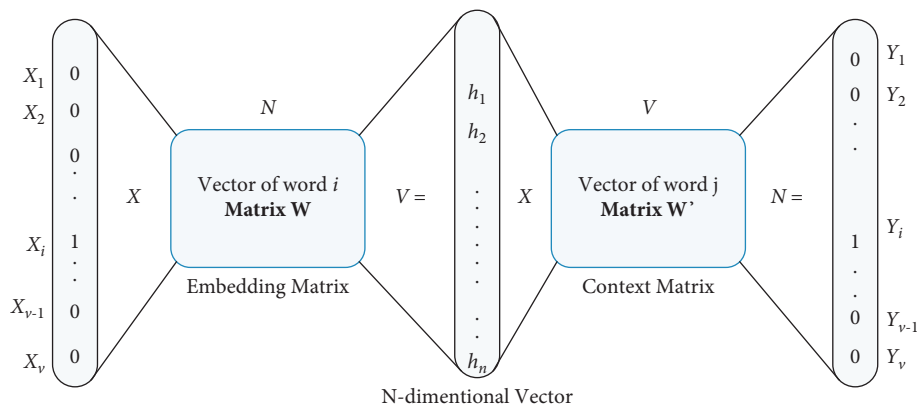 X1
X2
Xi
Xv-1
Xv
0
0
0
.
.
1
.
.
0
0
X
N
Vector of word i
Matrix W
Embedding Matrix
V =
h1
h2
.
.
.
.
.
.
.
.
hn
N-dimentional Vector
X
V
Vector of word j
Matrix W’
Context Matrix
N =
0
0
.
.
1
.
.
0
0
Y1
Y2
Yi
Yv-1
Yv